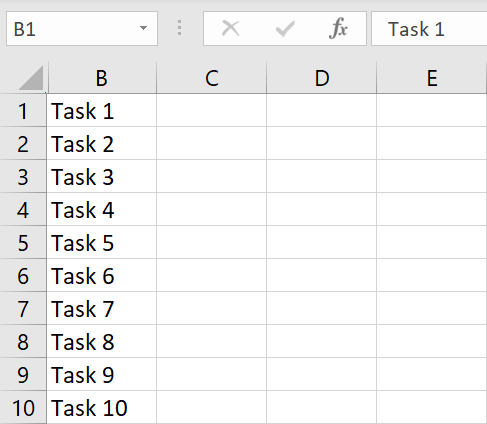 B1 fx Task 1
B C D E
1 Task 1
2 Task 2
3 Task 3
4 Task 4
5 Task 5
6 Task 6
7 Task 7
8 Task 8
9 Task 9
10 Task 10